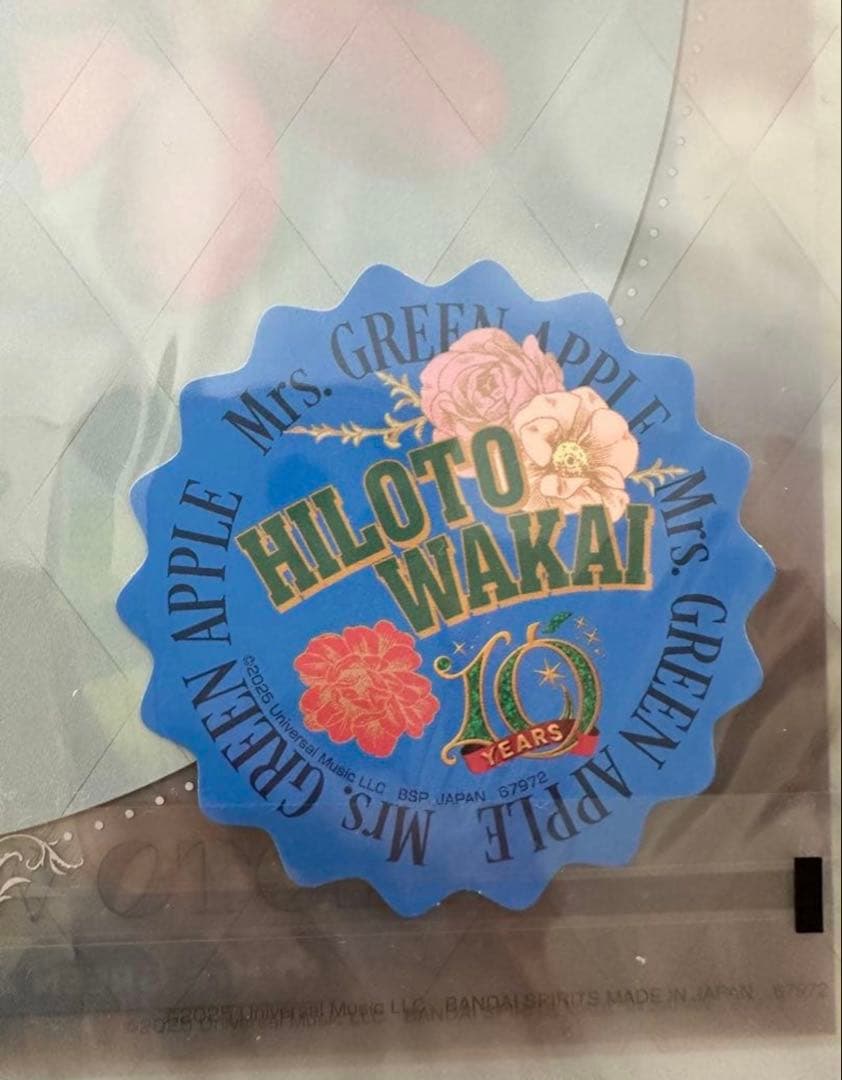 Mrs. GREEN APPLE
Mrs. GREEN APPLE
Mrs. GREEN APPLE
HILOTO
WAKAI
10
YEARS
©2025 Universal Music LLC BSP JAPAN 67972
©2025 Universal Music LLC BANDAI SPIRITS MADE IN JAPAN 67972